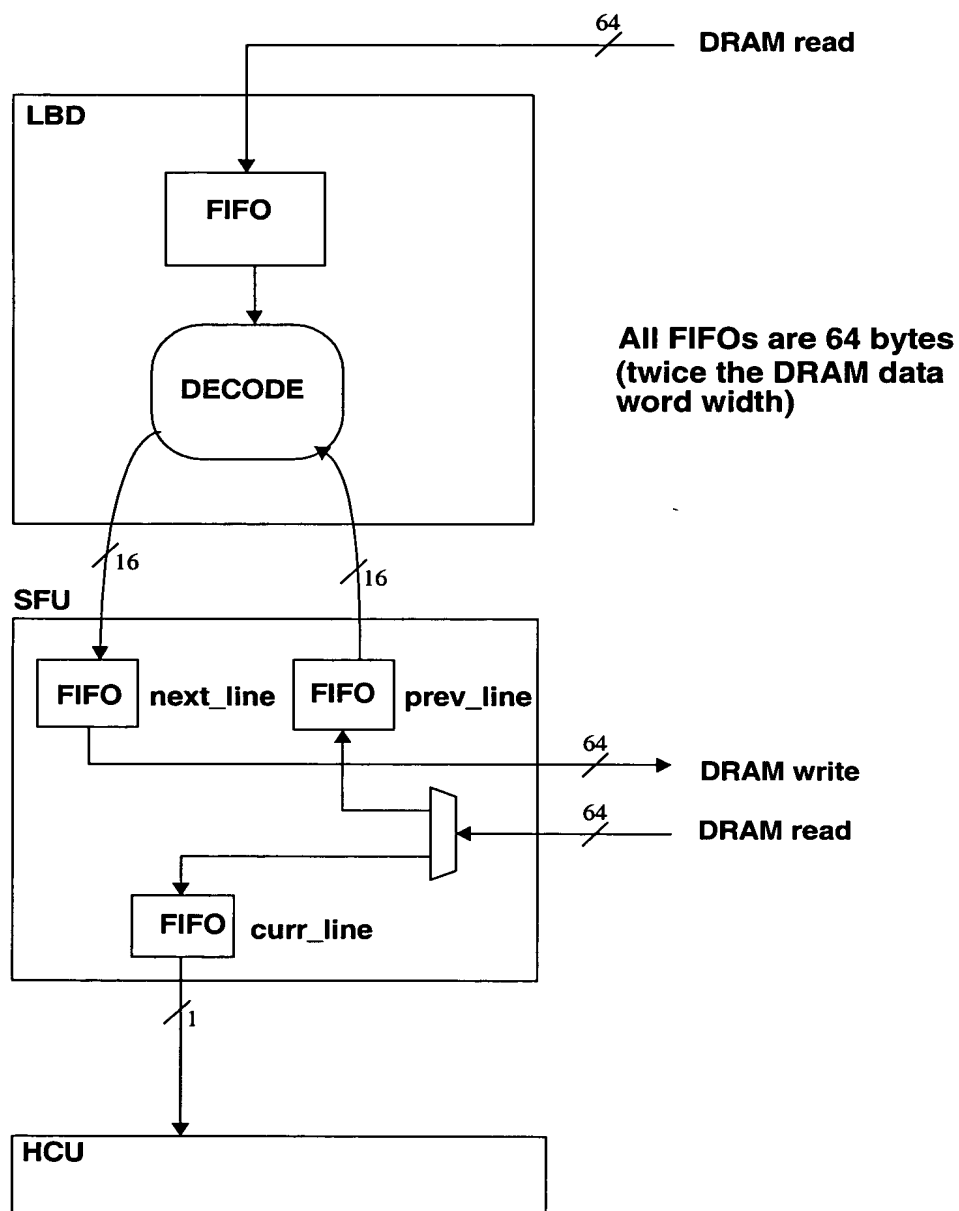 64
DRAM read
LBD
FIFO
DECODE
All FIFOs are 64 bytes
(twice the DRAM data
word width)
16
16
SFU
FIFO next_line
FIFO prev_line
64
DRAM write
64
DRAM read
FIFO curr_line
1
HCU